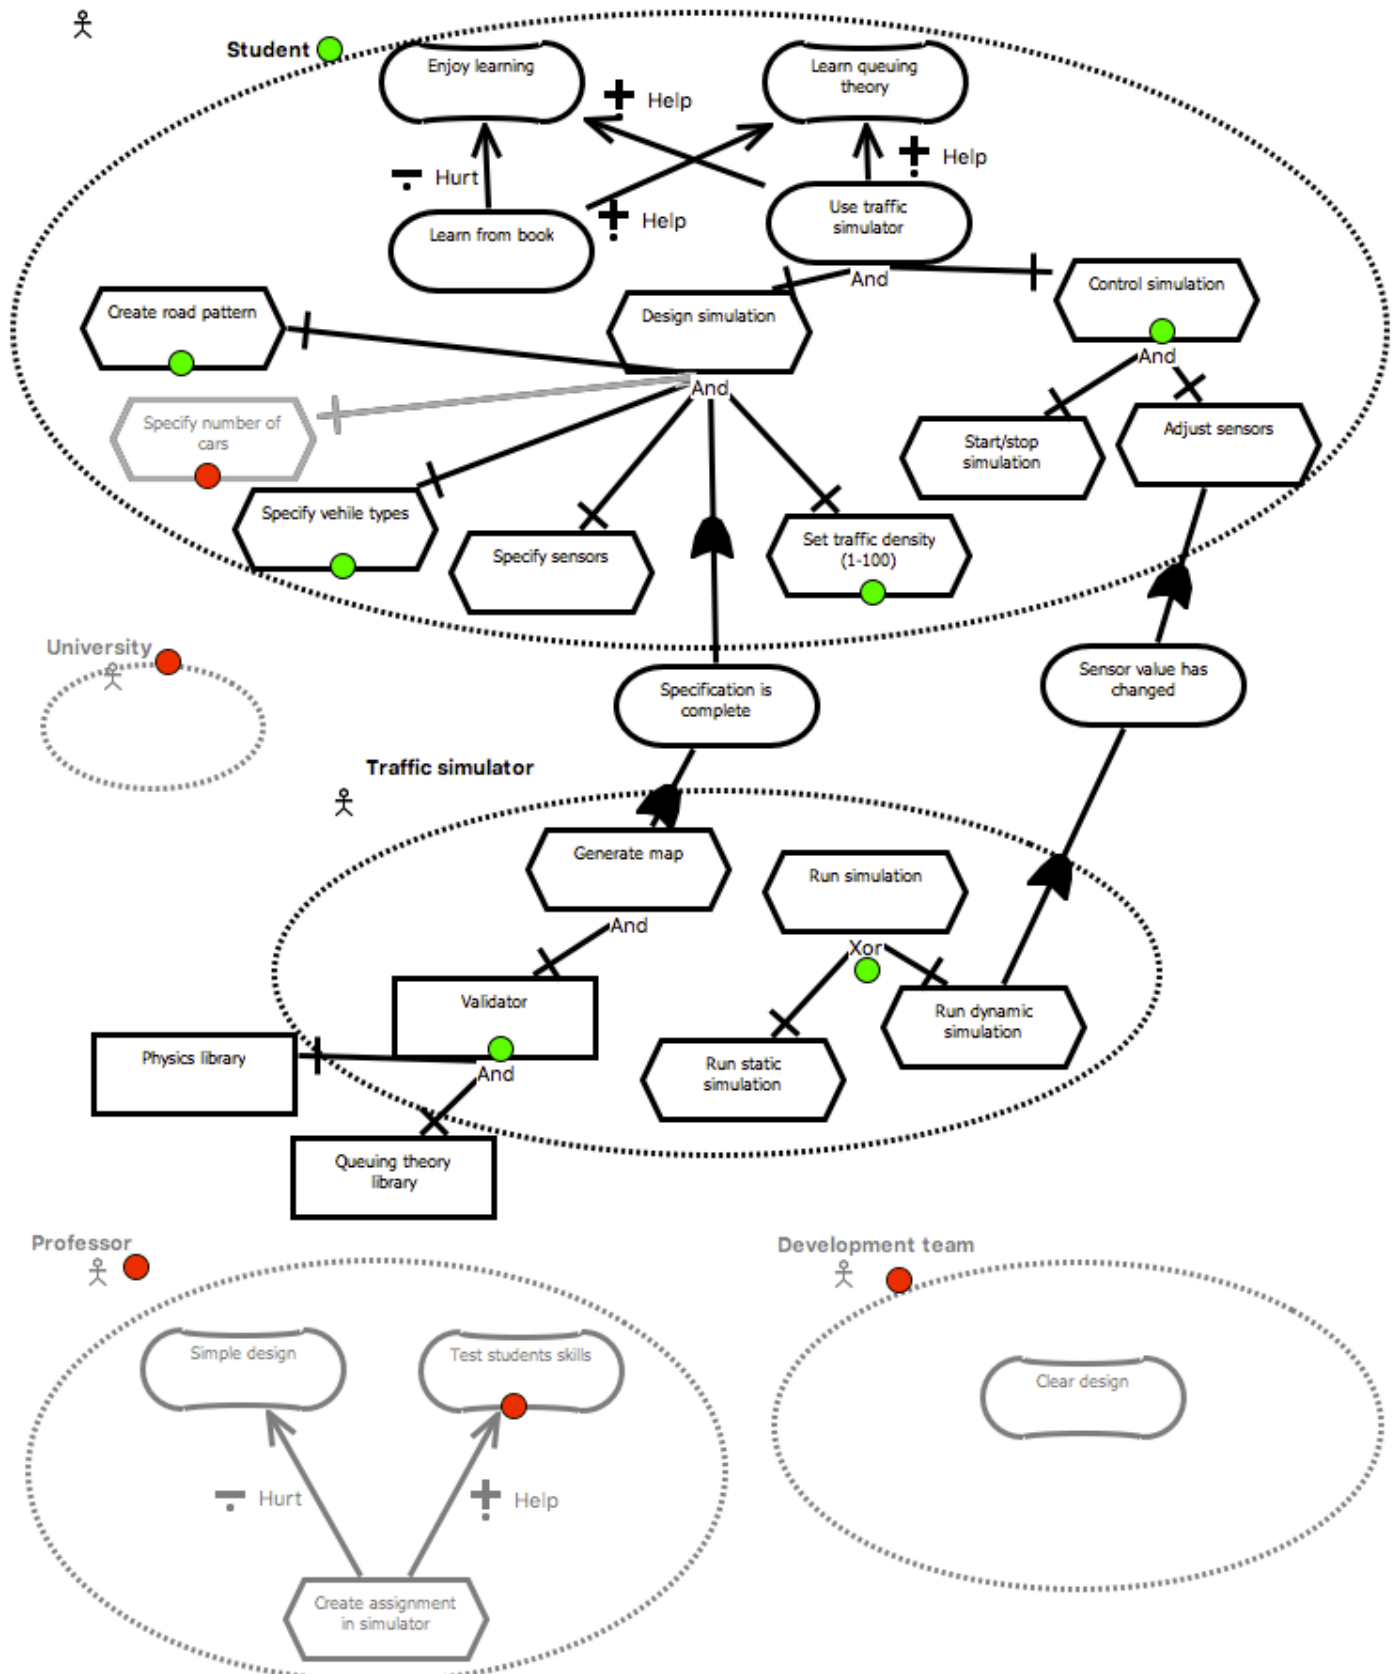 Student
Enjoy learning
Learn queuing
theory
Help
Help
Hurt
Help
Learn from book
Use traffic
simulator
And
Create road pattern
Design simulation
Control simulation
And
And
Specify number of
cars
Start/stop
simulation
Adjust sensors
Specify vehile types
Specify sensors
Set traffic density
(1-100)
University
Specification is
complete
Sensor value has
changed
Traffic simulator
Generate map
Run simulation
And
Xor
Validator
Run dynamic
simulation
Physics library
And
Run static
simulation
Queuing theory
library
Professor
Development team
Simple design
Test students skills
Clear design
Hurt
Help
Create assignment
in simulator